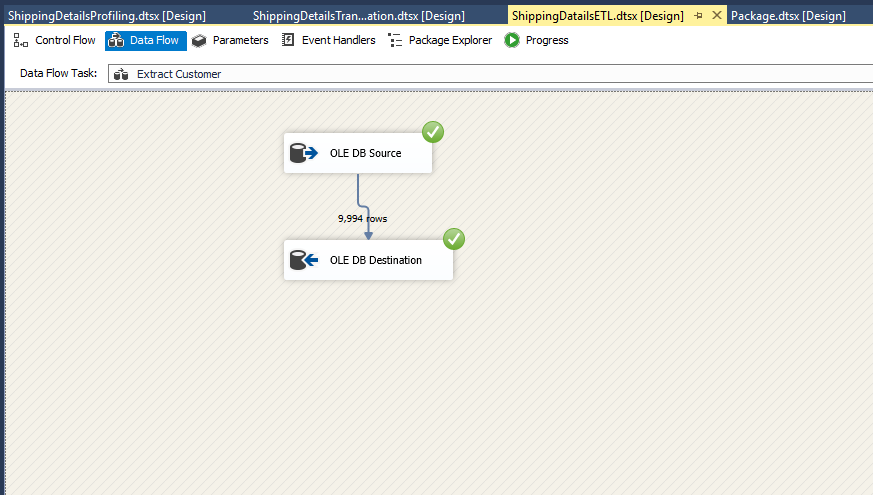 ShippingDetailsProfiling.dtsx [Design] ShippingDetailsTran...ation.dtsx [Design] ShippingDatailsETL.dtsx [Design] Package.dtsx [Design]
Control Flow Data Flow Parameters Event Handlers Package Explorer Progress
Data Flow Task: Extract Customer
OLE DB Source
9,994 rows
OLE DB Destination